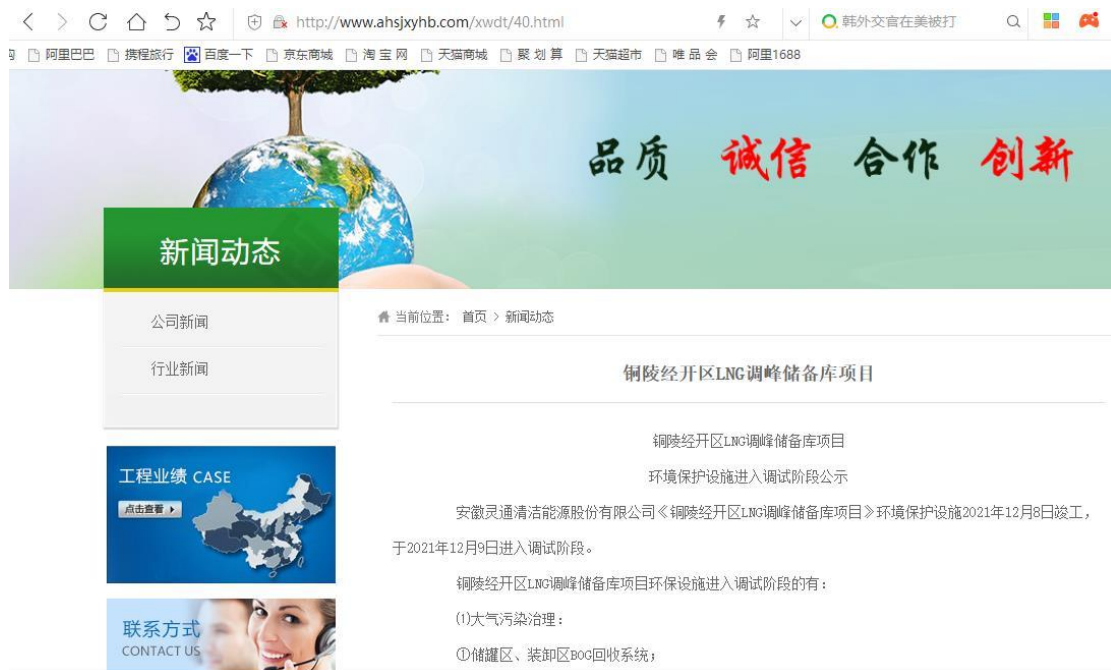 http://www.ahsjxyhb.com/xwdt/40.html
韩外交官在美被打
阿里巴巴 携程旅行 百度一下 京东商城 淘宝网 天猫商城 聚划算 天猫超市 唯品会 阿里1688
品质 诚信 合作 创新
新闻动态
公司新闻
行业新闻
工程业绩 CASE
点击查看
联系方式
CONTACT US
当前位置： 首页 > 新闻动态
铜陵经开区LNG调峰储备库项目
铜陵经开区LNG调峰储备库项目
环境保护设施进入调试阶段公示
安徽灵通清洁能源股份有限公司《铜陵经开区LNG调峰储备库项目》环境保护设施2021年12月8日竣工，
于2021年12月9日进入调试阶段。
铜陵经开区LNG调峰储备库项目环保设施进入调试阶段的有：
⑴大气污染治理：
①储罐区、装卸区BOG回收系统；